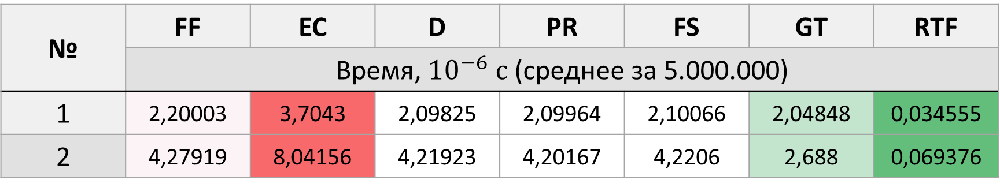 № FF EC D PR FS GT RTF
Время, 10⁻⁶ с (среднее за 5.000.000)
1 2,20003 3,7043 2,09825 2,09964 2,10066 2,04848 0,034555
2 4,27919 8,04156 4,21923 4,20167 4,2206 2,688 0,069376